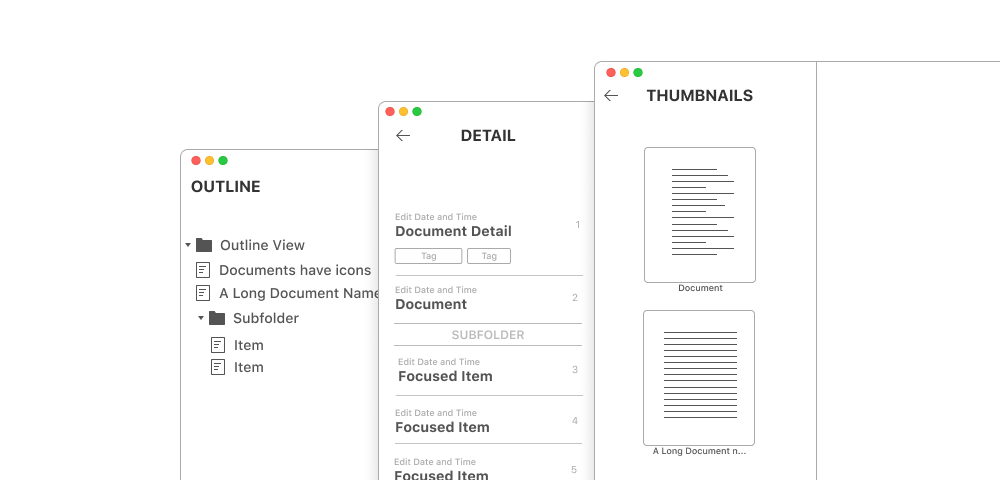 OUTLINE
Outline View
Documents have icons
A Long Document Name
Subfolder
Item
Item
DETAIL
Edit Date and Time
Document Detail
1
Tag
Tag
Edit Date and Time
Document
2
SUBFOLDER
Edit Date and Time
Focused Item
3
Edit Date and Time
Focused Item
4
Edit Date and Time
Focused Item
5
THUMBNAILS
Document
A Long Document n...